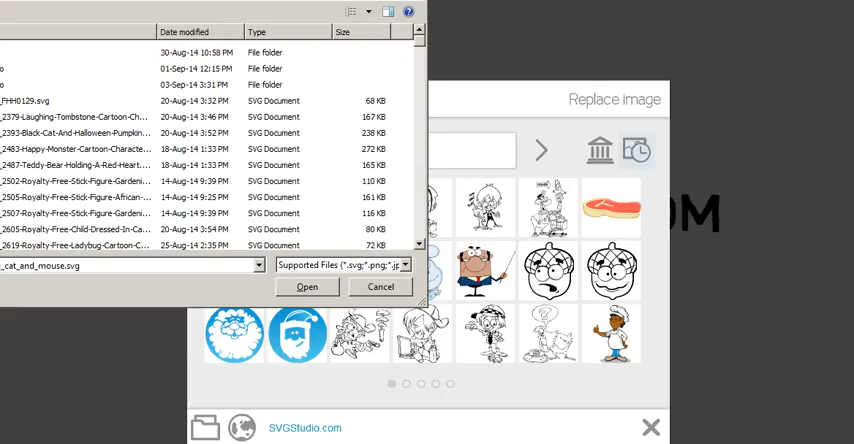 Date modified Type Size
30-Aug-14 10:58 PM File folder
o 01-Sep-14 12:15 PM File folder
o 03-Sep-14 3:31 PM File folder
_FHH0129.svg 20-Aug-14 3:32 PM SVG Document 68 KB
_2379-Laughing-Tombstone-Cartoon-Ch... 20-Aug-14 3:46 PM SVG Document 167 KB
_2393-Black-Cat-And-Halloween-Pumpkin... 20-Aug-14 3:52 PM SVG Document 238 KB
_2483-Happy-Monster-Cartoon-Characte... 18-Aug-14 1:33 PM SVG Document 272 KB
_2487-Teddy-Bear-Holding-A-Red-Heart.... 18-Aug-14 1:33 PM SVG Document 165 KB
_2502-Royalty-Free-Stick-Figure-Gardeni... 14-Aug-14 9:39 PM SVG Document 110 KB
_2505-Royalty-Free-Stick-Figure-African-... 14-Aug-14 9:25 PM SVG Document 161 KB
_2507-Royalty-Free-Stick-Figure-Gardeni... 14-Aug-14 9:39 PM SVG Document 116 KB
_2605-Royalty-Free-Child-Dressed-In-Ca... 20-Aug-14 3:54 PM SVG Document 80 KB
_2619-Royalty-Free-Ladybug-Cartoon-C... 25-Aug-14 2:35 PM SVG Document 72 KB
_cat_and_mouse.svg Supported Files (*.svg;*.png;*.jp
Open Cancel
Replace image
OM
SVGStudio.com